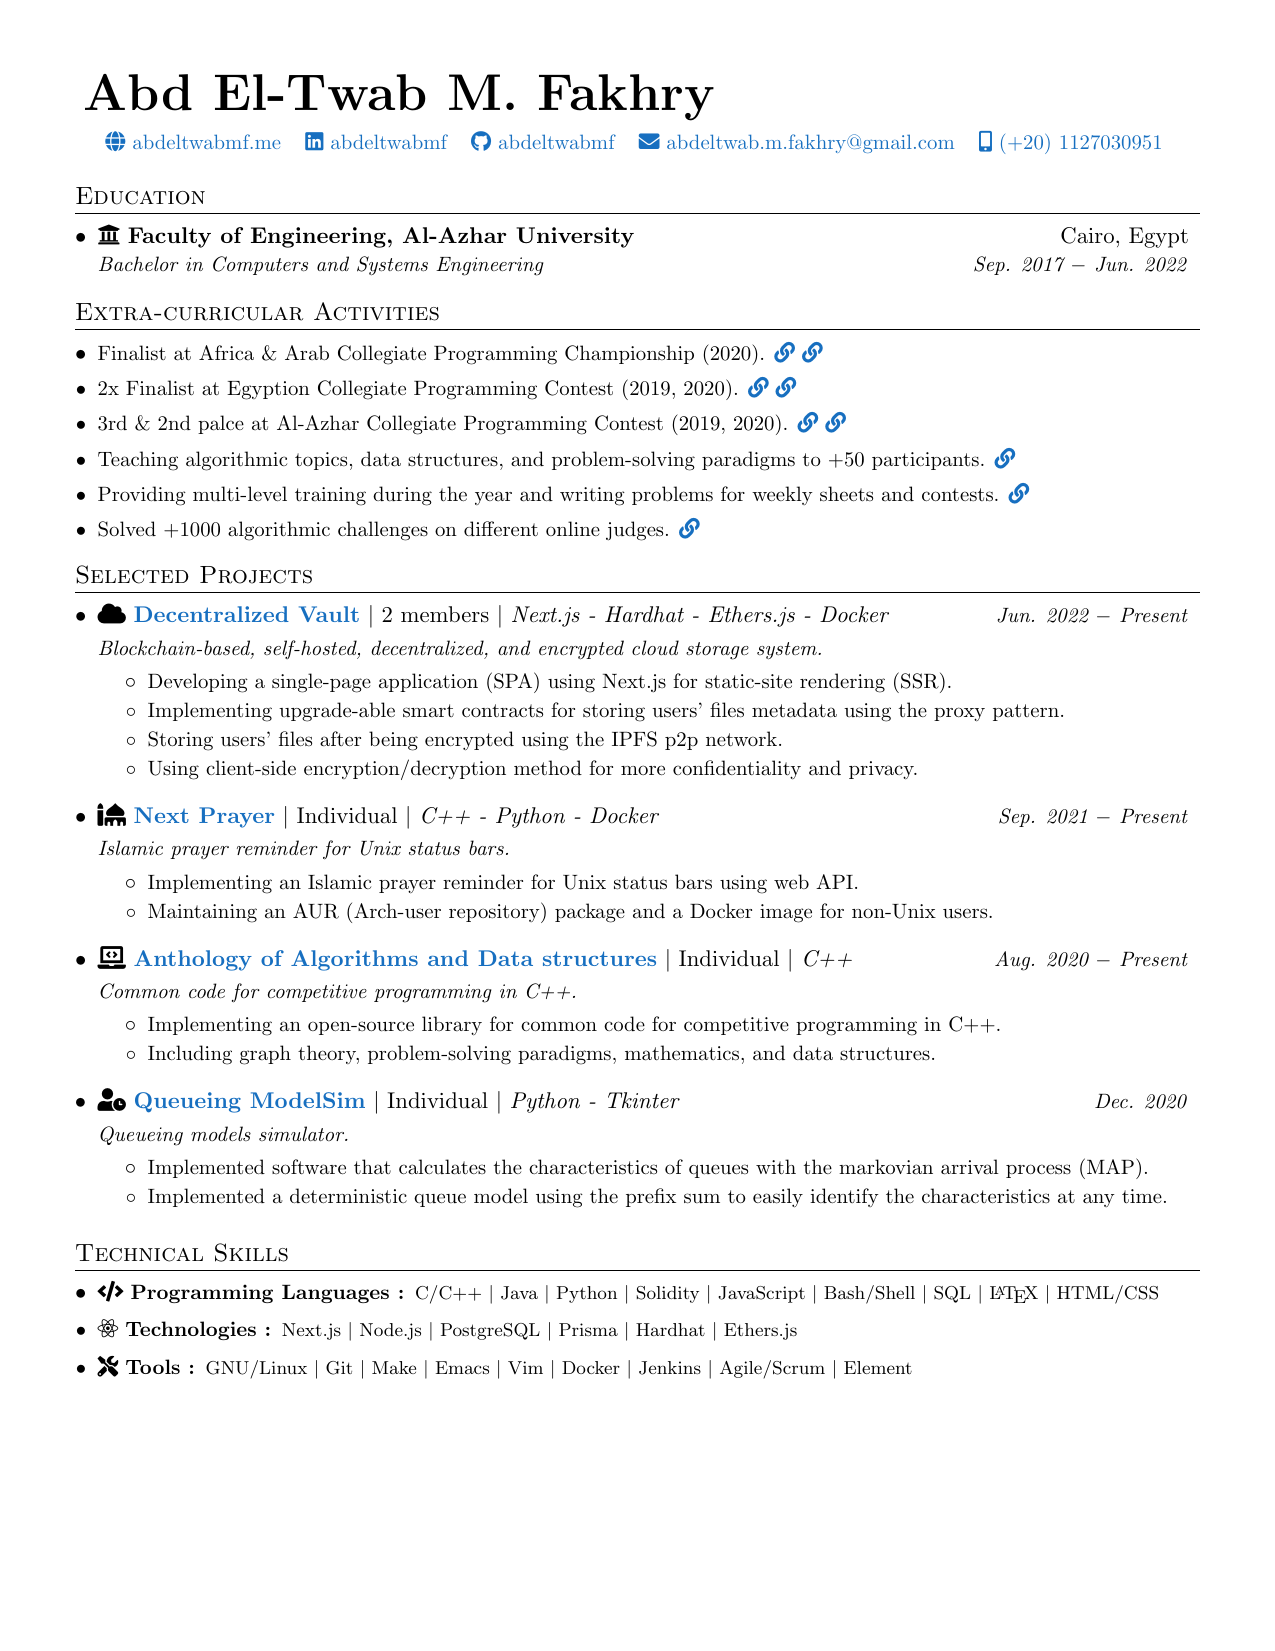 Abd El-Twab M. Fakhry
abdeltwabmf.me abdeltwabmf abdeltwabmf abdeltwab.m.fakhry@gmail.com (+20) 1127030951
Education
• Faculty of Engineering, Al-Azhar University Cairo, Egypt
Bachelor in Computers and Systems Engineering Sep. 2017 – Jun. 2022
Extra-curricular Activities
• Finalist at Africa & Arab Collegiate Programming Championship (2020).
• 2x Finalist at Egyption Collegiate Programming Contest (2019, 2020).
• 3rd & 2nd palce at Al-Azhar Collegiate Programming Contest (2019, 2020).
• Teaching algorithmic topics, data structures, and problem-solving paradigms to +50 participants.
• Providing multi-level training during the year and writing problems for weekly sheets and contests.
• Solved +1000 algorithmic challenges on different online judges.
Selected Projects
• Decentralized Vault | 2 members | Next.js - Hardhat - Ethers.js - Docker Jun. 2022 – Present
Blockchain-based, self-hosted, decentralized, and encrypted cloud storage system.
◦ Developing a single-page application (SPA) using Next.js for static-site rendering (SSR).
◦ Implementing upgrade-able smart contracts for storing users' files metadata using the proxy pattern.
◦ Storing users' files after being encrypted using the IPFS p2p network.
◦ Using client-side encryption/decryption method for more confidentiality and privacy.
• Next Prayer | Individual | C++ - Python - Docker Sep. 2021 – Present
Islamic prayer reminder for Unix status bars.
◦ Implementing an Islamic prayer reminder for Unix status bars using web API.
◦ Maintaining an AUR (Arch-user repository) package and a Docker image for non-Unix users.
• Anthology of Algorithms and Data structures | Individual | C++ Aug. 2020 – Present
Common code for competitive programming in C++.
◦ Implementing an open-source library for common code for competitive programming in C++.
◦ Including graph theory, problem-solving paradigms, mathematics, and data structures.
• Queueing ModelSim | Individual | Python - Tkinter Dec. 2020
Queueing models simulator.
◦ Implemented software that calculates the characteristics of queues with the markovian arrival process (MAP).
◦ Implemented a deterministic queue model using the prefix sum to easily identify the characteristics at any time.
Technical Skills
• Programming Languages : C/C++ | Java | Python | Solidity | JavaScript | Bash/Shell | SQL | LATEX | HTML/CSS
• Technologies : Next.js | Node.js | PostgreSQL | Prisma | Hardhat | Ethers.js
• Tools : GNU/Linux | Git | Make | Emacs | Vim | Docker | Jenkins | Agile/Scrum | Element